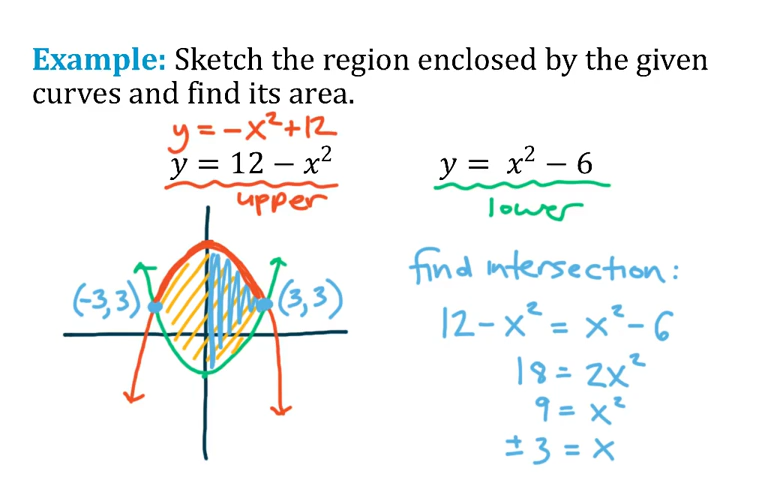 Example: Sketch the region enclosed by the given
curves and find its area.
y = -x²+12
y = 12 − x²
y = x² − 6
upper
lower
find intersection:
(-3,3)
(3,3)
12-x² = x²-6
18 = 2x²
9 = x²
±3 = x